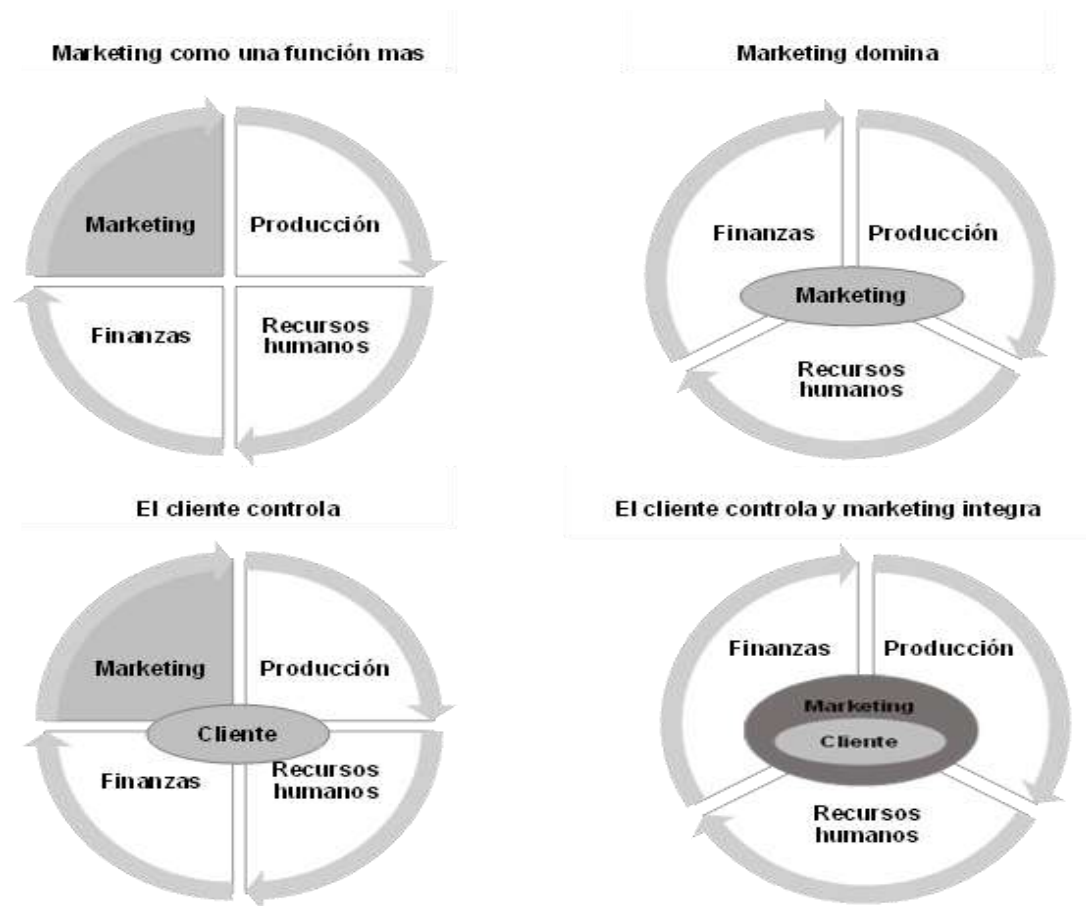 Marketing como una función mas
Marketing
Producción
Finanzas
Recursos
humanos
Marketing domina
Finanzas
Producción
Marketing
Recursos
humanos
El cliente controla
Marketing
Producción
Cliente
Finanzas
Recursos
humanos
El cliente controla y marketing integra
Finanzas
Producción
Marketing
Cliente
Recursos
humanos